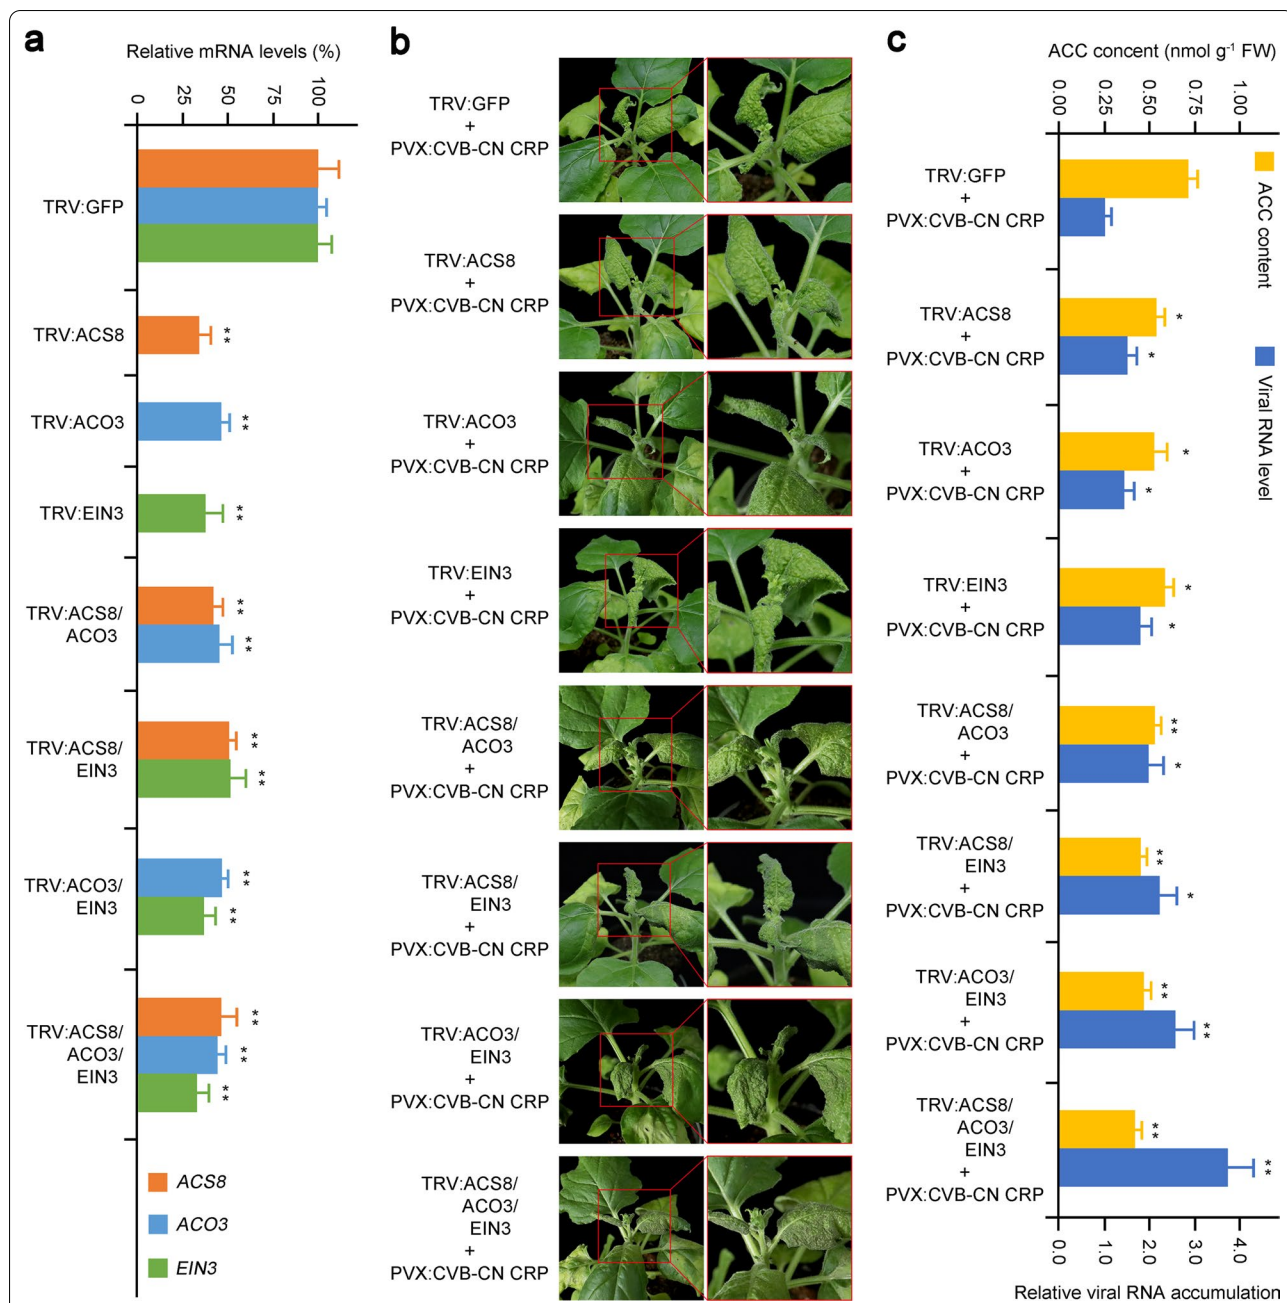 a
Relative mRNA levels (%)
0
25
50
100
TRV:GFP
TRV:ACS8
**
TRV:ACO3
**
TRV:EIN3
**
TRV:ACS8/
ACO3
**
**
TRV:ACS8/
EIN3
**
**
TRV:ACO3/
EIN3
**
**
TRV:ACS8/
ACO3/
EIN3
**
**
**
ACS8
ACO3
EIN3
b
TRV:GFP
+
PVX:CVB-CN CRP
TRV:ACS8
+
PVX:CVB-CN CRP
TRV:ACO3
+
PVX:CVB-CN CRP
TRV:EIN3
+
PVX:CVB-CN CRP
TRV:ACS8/
ACO3
+
PVX:CVB-CN CRP
TRV:ACS8/
EIN3
+
PVX:CVB-CN CRP
TRV:ACO3/
EIN3
+
PVX:CVB-CN CRP
TRV:ACS8/
ACO3/
EIN3
+
PVX:CVB-CN CRP
c
ACC concent (nmol g⁻¹ FW)
0.00
0.25
0.50
0.75
1.00
ACC content
Viral RNA level
TRV:GFP
+
PVX:CVB-CN CRP
TRV:ACS8
+
PVX:CVB-CN CRP
*
*
TRV:ACO3
+
PVX:CVB-CN CRP
*
*
TRV:EIN3
+
PVX:CVB-CN CRP
*
*
TRV:ACS8/
ACO3
+
PVX:CVB-CN CRP
**
*
TRV:ACS8/
EIN3
+
PVX:CVB-CN CRP
**
*
TRV:ACO3/
EIN3
+
PVX:CVB-CN CRP
**
**
TRV:ACS8/
ACO3/
EIN3
+
PVX:CVB-CN CRP
**
**
0.0
1.0
2.0
3.0
4.0
Relative viral RNA accumulation